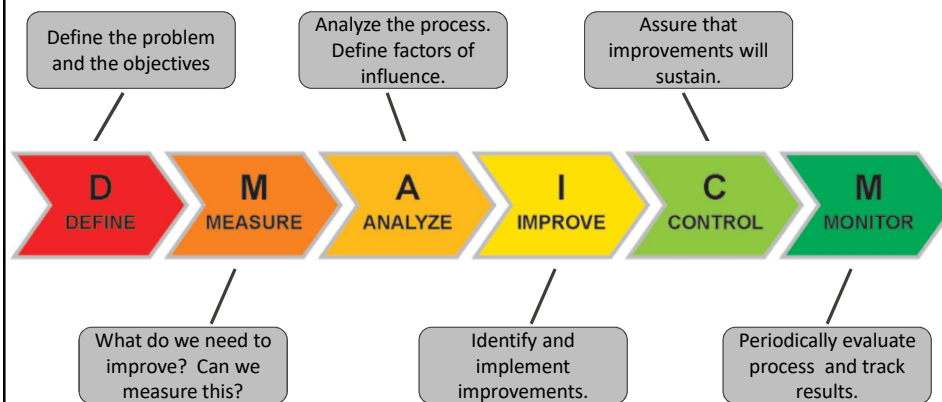 Define the problem
and the objectives
Analyze the process.
Define factors of
influence.
Assure that
improvements will
sustain.
D
DEFINE
M
MEASURE
A
ANALYZE
I
IMPROVE
C
CONTROL
M
MONITOR
What do we need to
improve? Can we
measure this?
Identify and
implement
improvements.
Periodically evaluate
process and track
results.